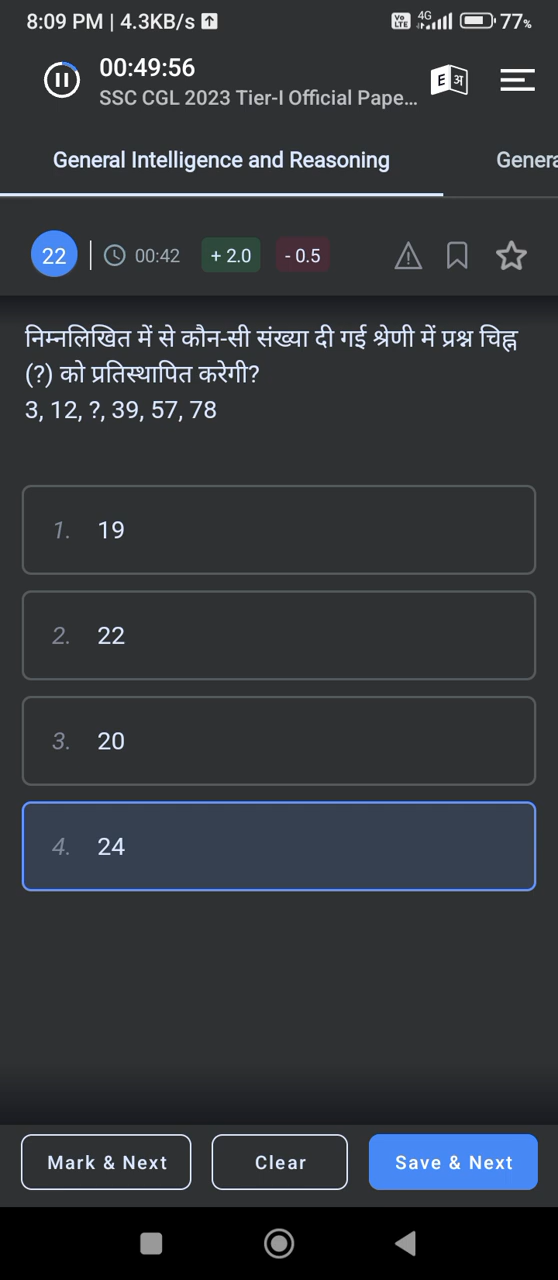 8:09 PM | 4.3KB/s
Vo LTE 4G 77%
00:49:56
SSC CGL 2023 Tier-I Official Pape...
E अ
General Intelligence and Reasoning
Genera
22 | 00:42 + 2.0 - 0.5
निम्नलिखित में से कौन-सी संख्या दी गई श्रेणी में प्रश्न चिह्न
(?) को प्रतिस्थापित करेगी?
3, 12, ?, 39, 57, 78
1. 19
2. 22
3. 20
4. 24
Mark & Next
Clear
Save & Next